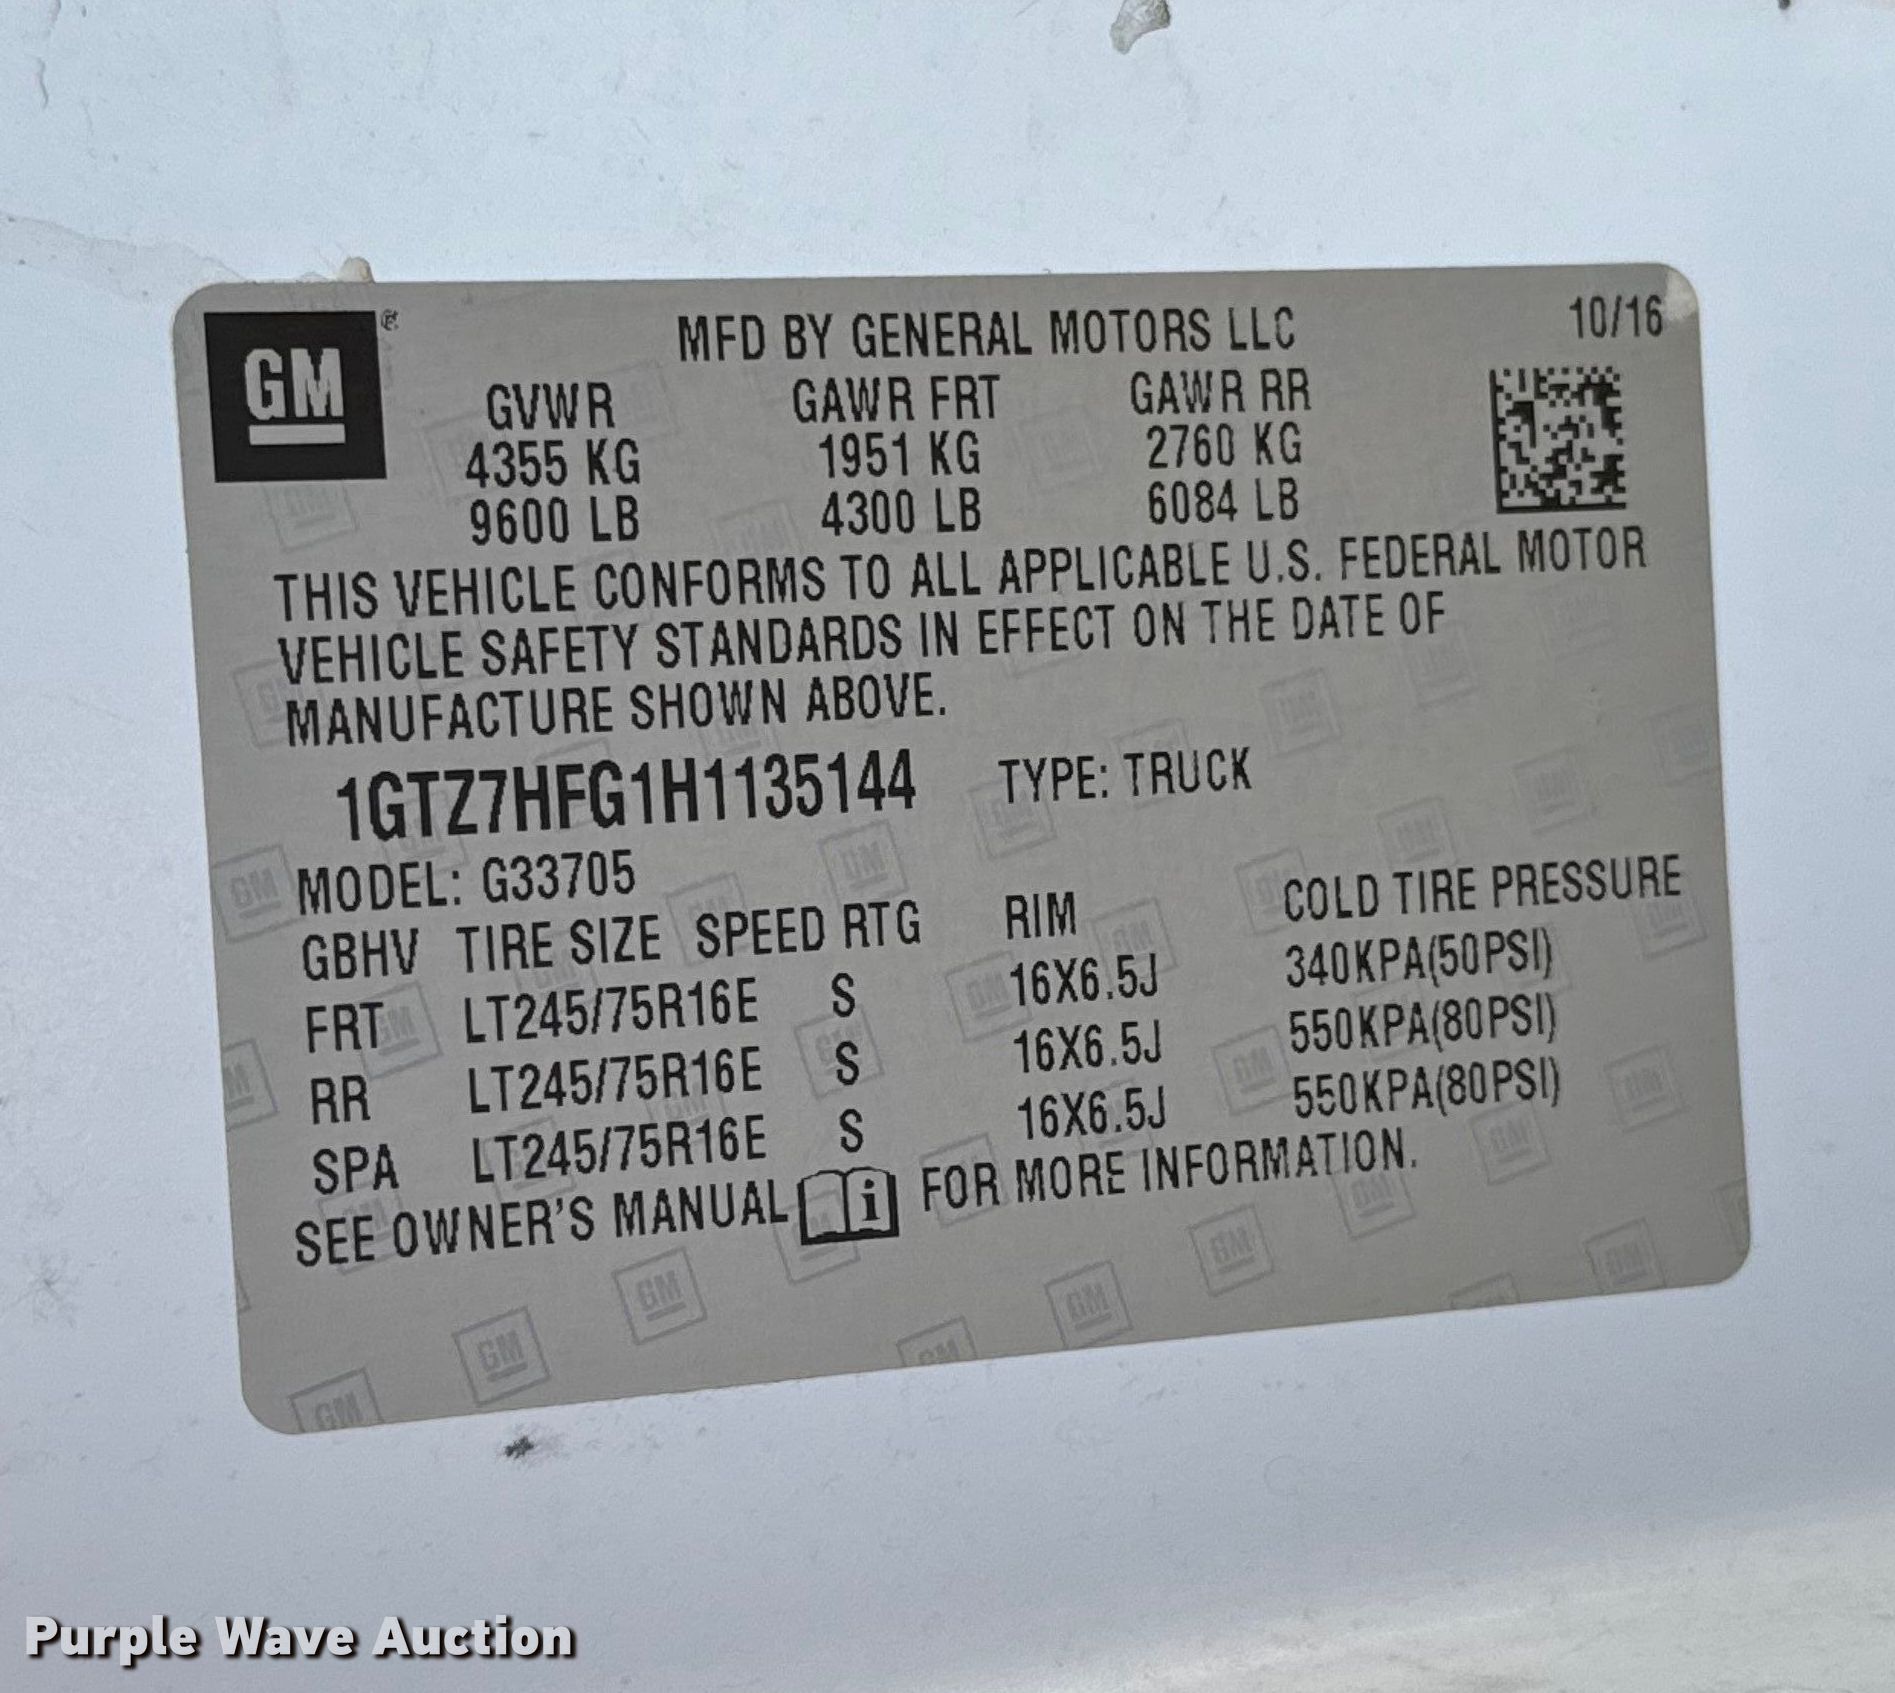 GM
MFD BY GENERAL MOTORS LLC 10/16
GVWR GAWR FRT GAWR RR
4355 KG 1951 KG 2760 KG
9600 LB 4300 LB 6084 LB
THIS VEHICLE CONFORMS TO ALL APPLICABLE U.S. FEDERAL MOTOR
VEHICLE SAFETY STANDARDS IN EFFECT ON THE DATE OF
MANUFACTURE SHOWN ABOVE.
1GTZ7HFG1H1135144 TYPE: TRUCK
MODEL: G33705
GBHV TIRE SIZE SPEED RTG RIM COLD TIRE PRESSURE
FRT LT245/75R16E S 16X6.5J 340KPA(50PSI)
RR LT245/75R16E S 16X6.5J 550KPA(80PSI)
SPA LT245/75R16E S 16X6.5J 550KPA(80PSI)
SEE OWNER'S MANUAL i FOR MORE INFORMATION.
Purple Wave Auction